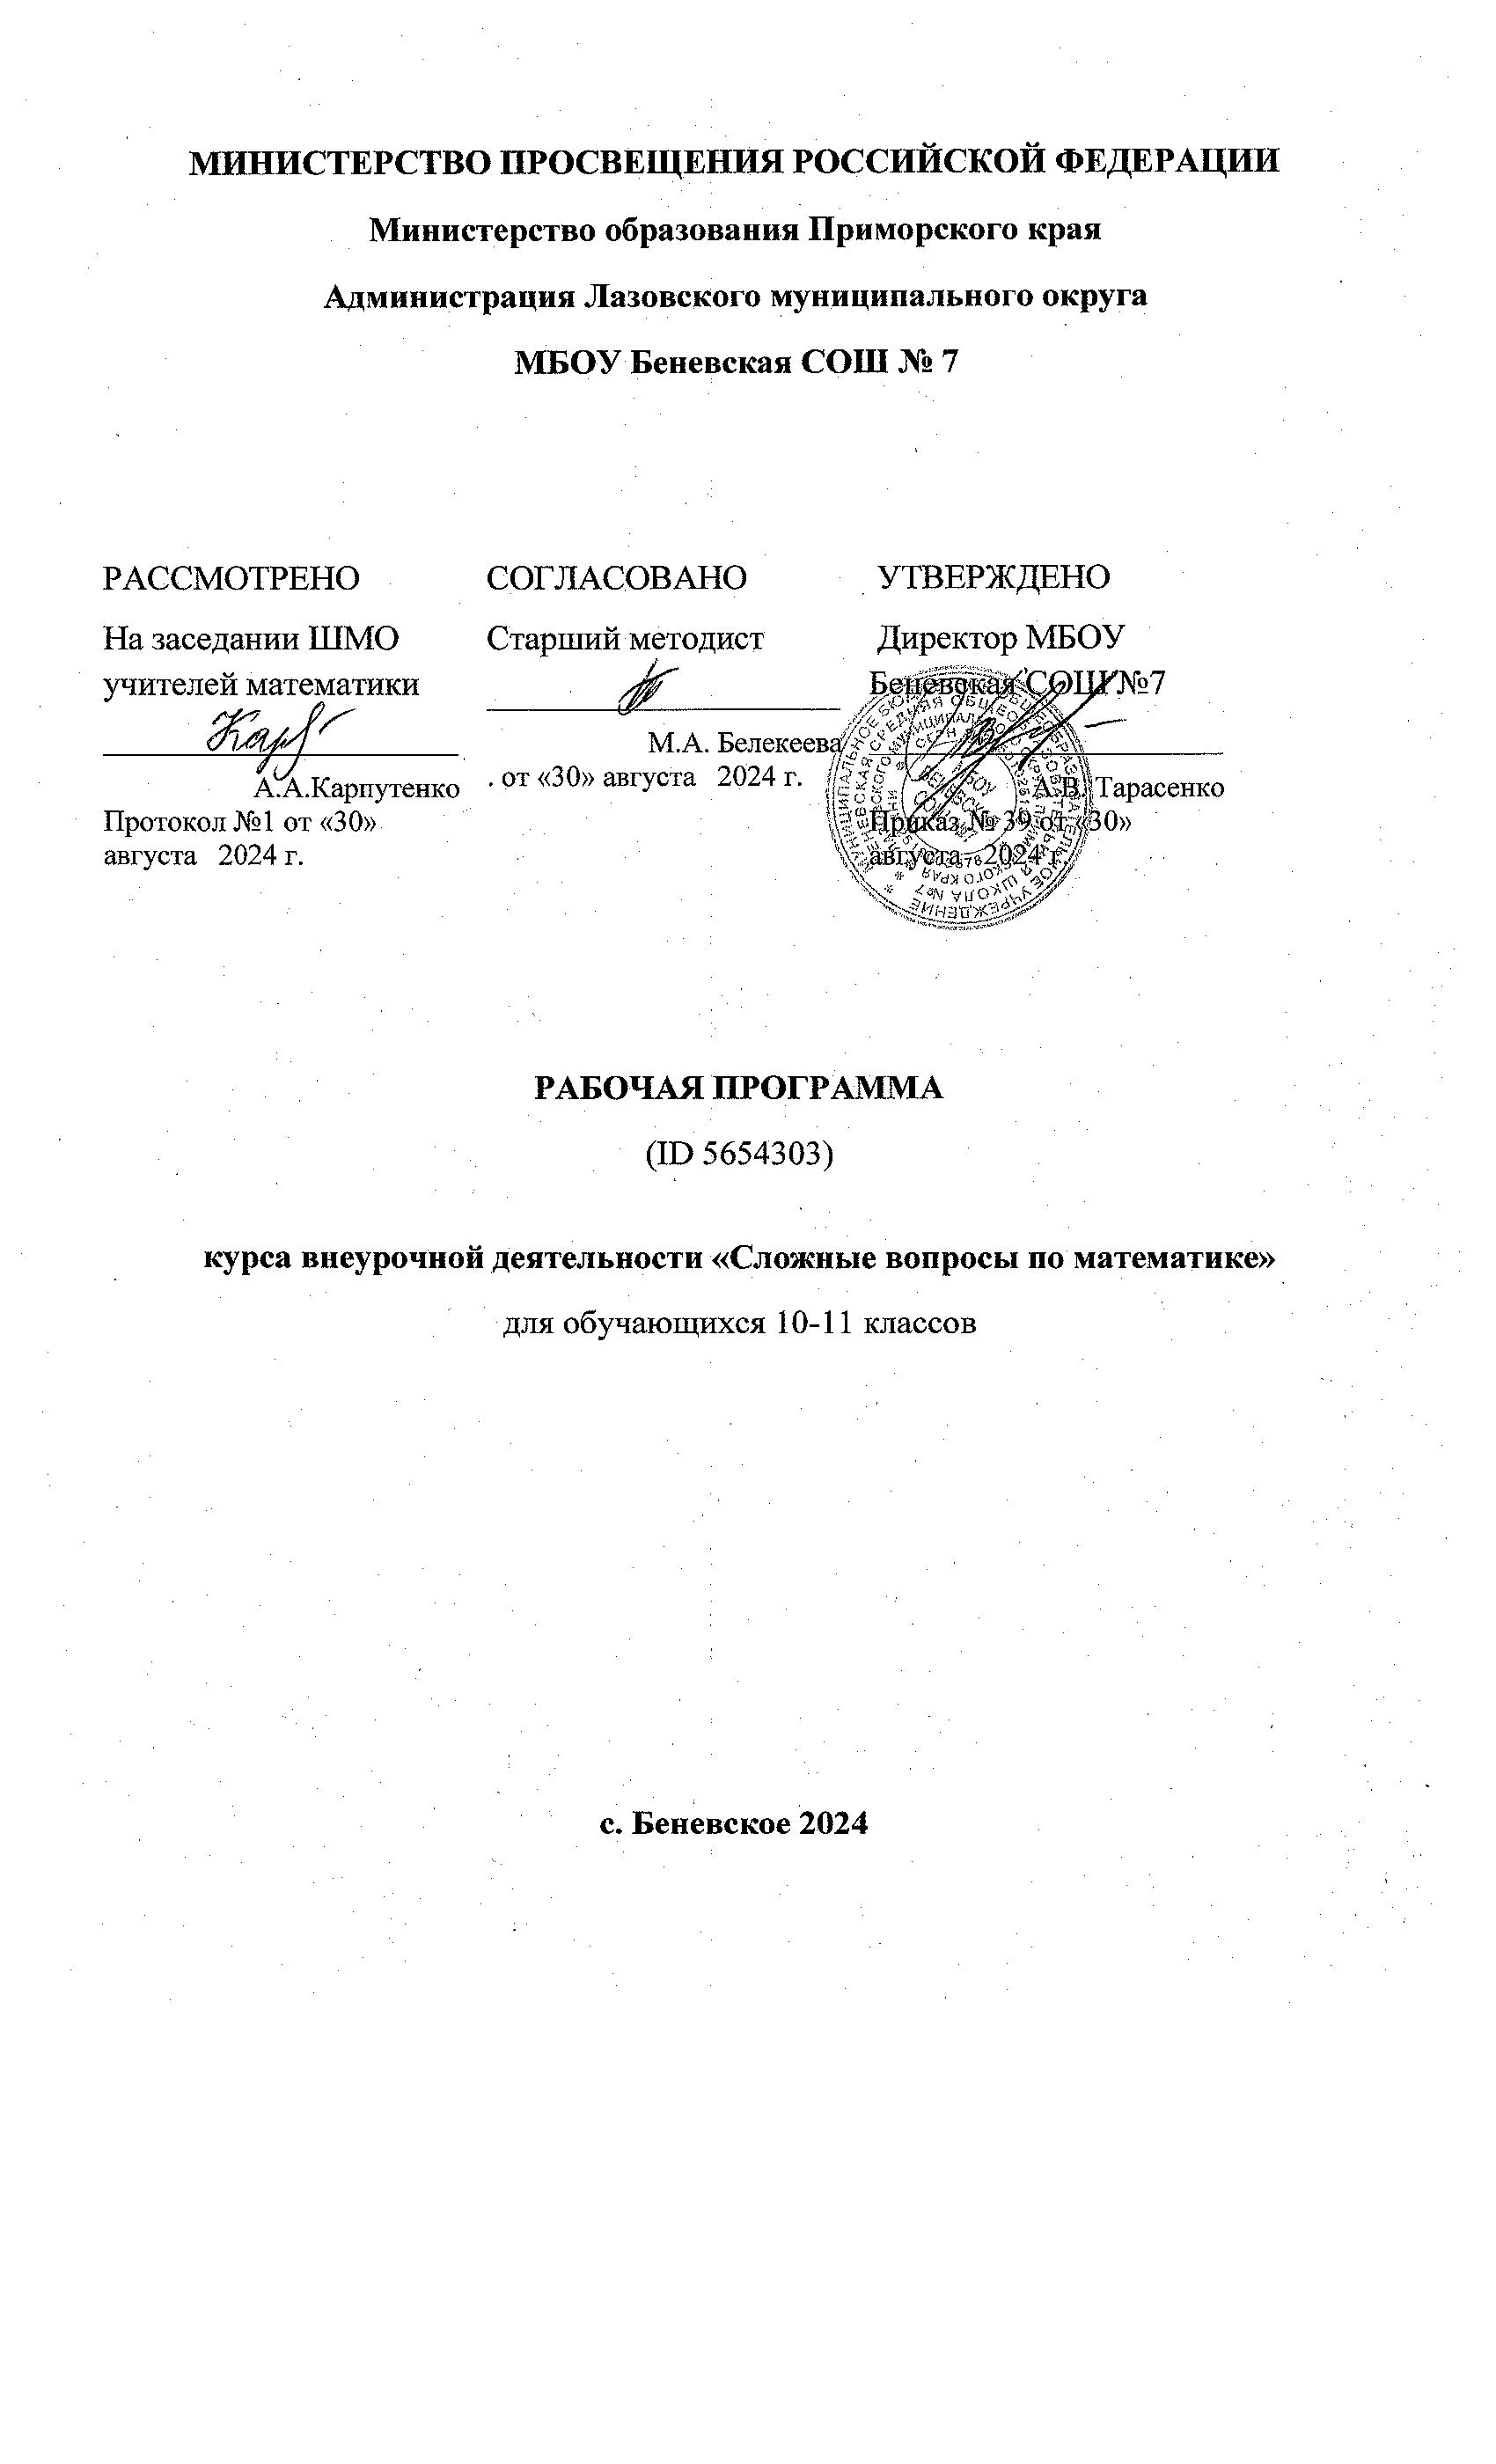 МИНИСТЕРСТВО ПРОСВЕЩЕНИЯ РОССИЙСКОЙ ФЕДЕРАЦИИ
Министерство образования Приморского края
Администрация Лазовского муниципального округа
МБОУ Беневская СОШ № 7
РАССМОТРЕНО
На заседании ШМО
учителей математики
А.А.Карпутенко
Протокол №1 от «30»
августа 2024 г.
СОГЛАСОВАНО
Старший методист
М.А. Белекеева
. от «30» августа 2024 г.
УТВЕРЖДЕНО
Директор МБОУ
Беневская СОШ №7
А.В. Тарасенко
Приказ № 39 от «30»
августа 2024 г.
РАБОЧАЯ ПРОГРАММА
(ID 5654303)
курса внеурочной деятельности «Сложные вопросы по математике»
для обучающихся 10-11 классов
с. Беневское 2024